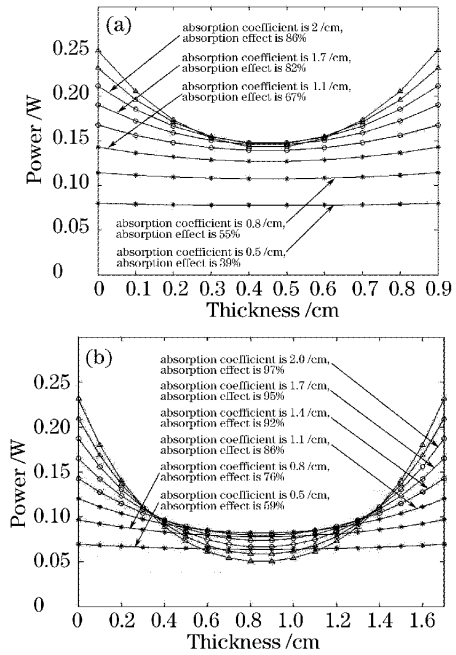 (a)
absorption coefficient is 2 /cm,
absorption effect is 86%
absorption coefficient is 1.7 /cm,
absorption effect is 82%
absorption coefficient is 1.1 /cm,
absorption effect is 67%
absorption coefficient is 0.8 /cm,
absorption effect is 55%
absorption coefficient is 0.5 /cm,
absorption effect is 39%
Power /W
0.25
0.20
0.15
0.10
0.05
0
0 0.1 0.2 0.3 0.4 0.5 0.6 0.7 0.8 0.9
Thickness /cm
(b)
absorption coefficient is 2.0 /cm,
absorption effect is 97%
absorption coefficient is 1.7 /cm,
absorption effect is 95%
absorption coefficient is 1.4 /cm,
absorption effect is 92%
absorption coefficient is 1.1 /cm,
absorption effect is 86%
absorption coefficient is 0.8 /cm,
absorption effect is 76%
absorption coefficient is 0.5 /cm,
absorption effect is 59%
Power /W
0.25
0.20
0.15
0.10
0.05
0
0 0.2 0.4 0.6 0.8 1.0 1.2 1.4 1.6
Thickness /cm